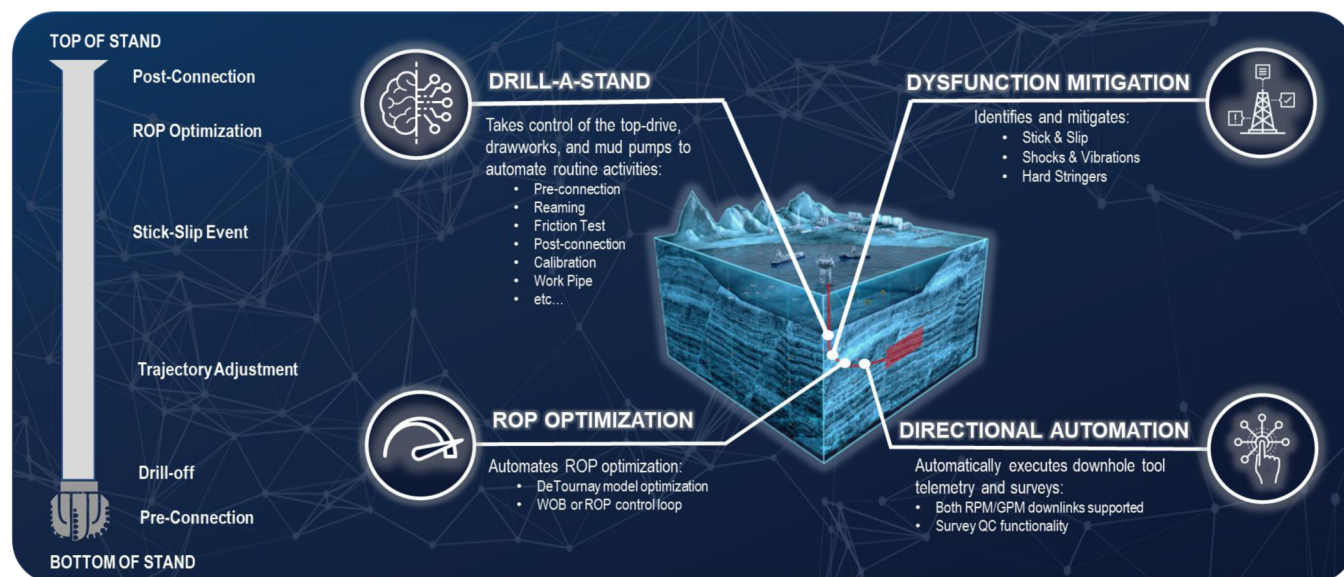 TOP OF STAND
Post-Connection
ROP Optimization
Stick-Slip Event
Trajectory Adjustment
Drill-off
Pre-Connection
BOTTOM OF STAND
DRILL-A-STAND
Takes control of the top-drive,
drawworks, and mud pumps to
automate routine activities:
• Pre-connection
• Reaming
• Friction Test
• Post-connection
• Calibration
• Work Pipe
• etc...
DYSFUNCTION MITIGATION
Identifies and mitigates:
• Stick & Slip
• Shocks & Vibrations
• Hard Stringers
ROP OPTIMIZATION
Automates ROP optimization:
• DeTournay model optimization
• WOB or ROP control loop
DIRECTIONAL AUTOMATION
Automatically executes downhole tool
telemetry and surveys:
• Both RPM/GPM downlinks supported
• Survey QC functionality